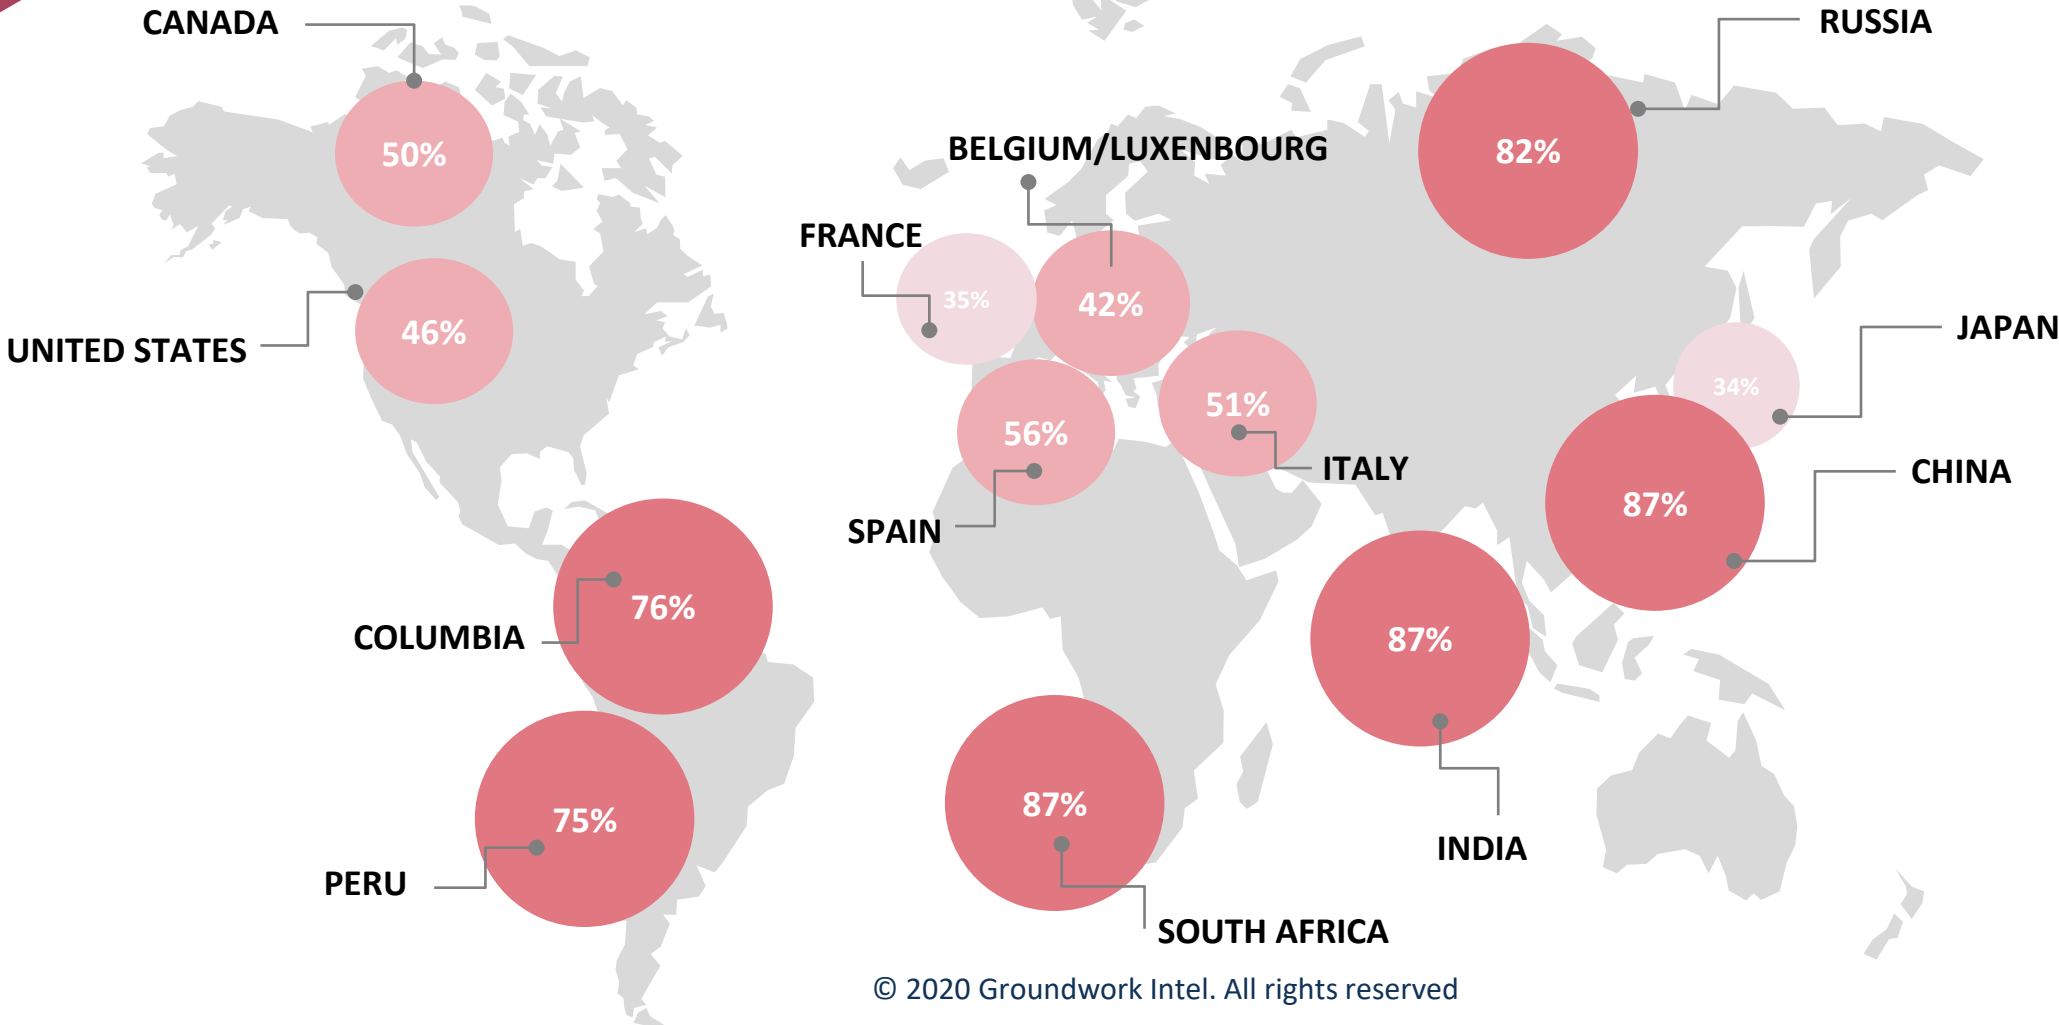 CANADA
50%
UNITED STATES
46%
COLUMBIA
76%
PERU
75%
BELGIUM/LUXENBOURG
42%
FRANCE
35%
SPAIN
56%
51%
ITALY
SOUTH AFRICA
87%
RUSSIA
82%
JAPAN
34%
CHINA
87%
INDIA
87%
© 2020 Groundwork Intel. All rights reserved